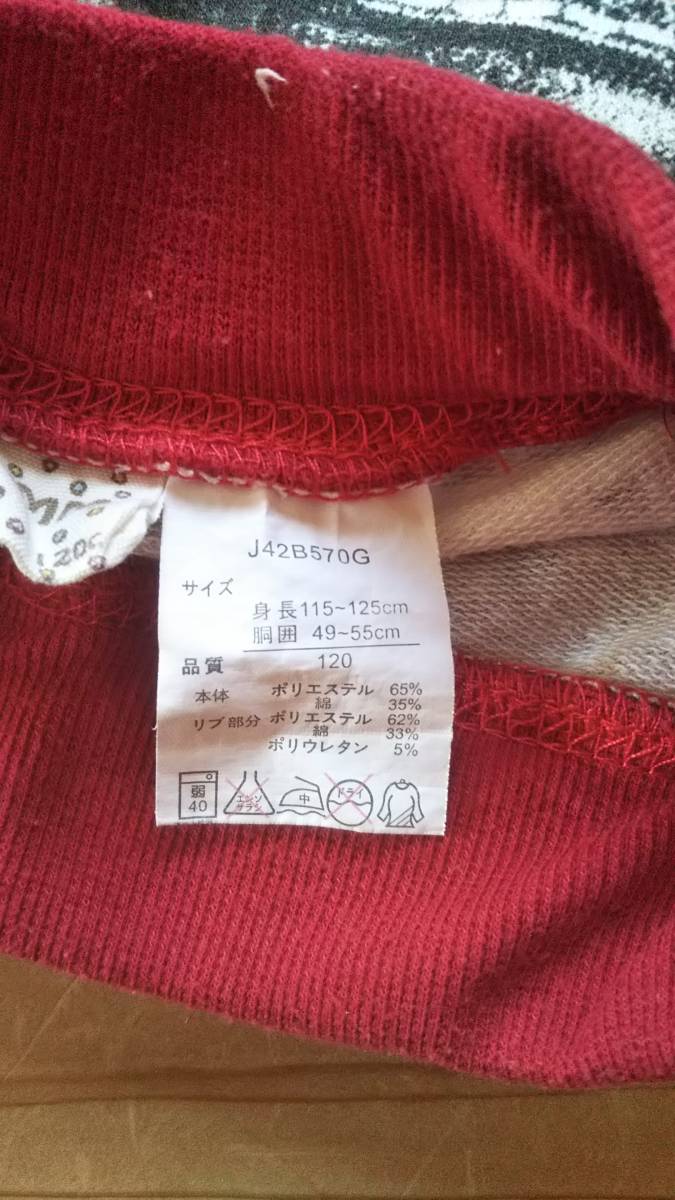 J42B570G
サイズ
身長115~125cm
胴囲 49~55cm
120
品質
本体 ポリエステル 65%
綿 35%
リブ部分 ポリエステル 62%
綿 33%
ポリウレタン 5%
弱 40 エンソ サラシ 中 ドライ